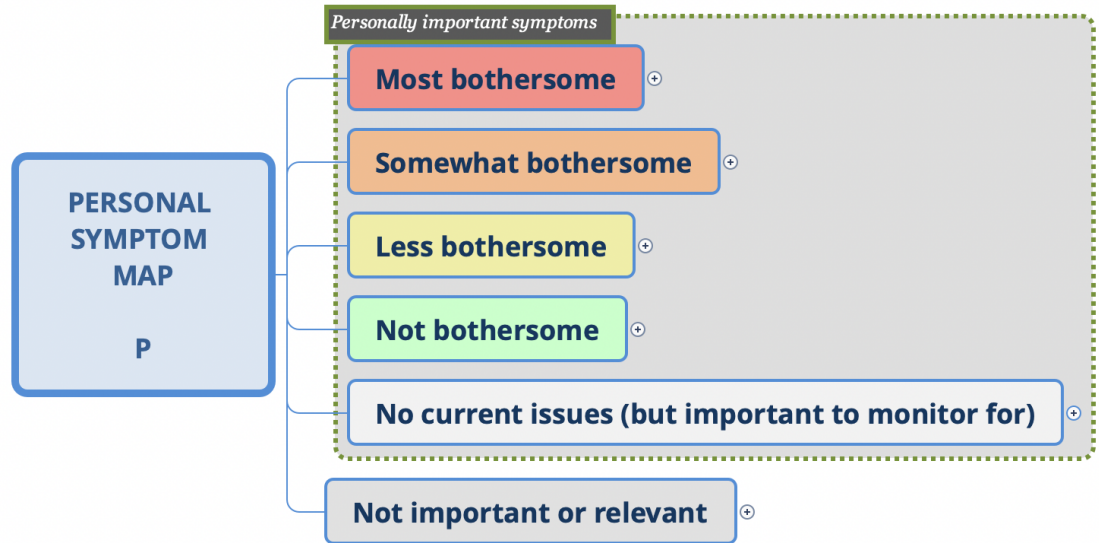 Personally important symptoms
Most bothersome
Somewhat bothersome
PERSONAL
SYMPTOM
MAP
P
Less bothersome
Not bothersome
No current issues (but important to monitor for)
Not important or relevant